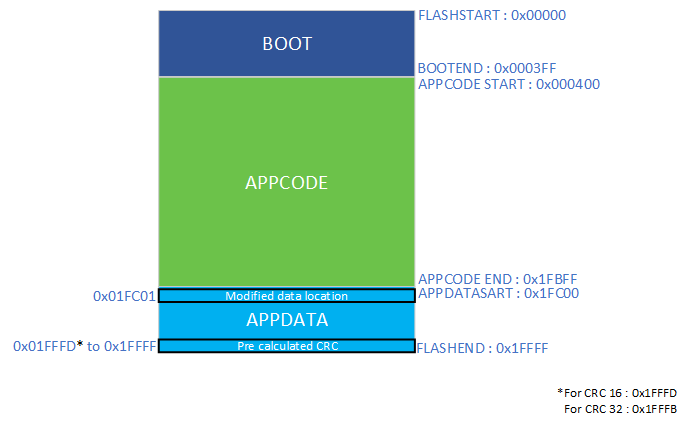 FLASHSTART : 0x00000
BOOT
BOOTEND : 0x0003FF
APPCODE START : 0x000400
APPCODE
APPCODE END : 0x1FBFF
0x01FC01
Modified data location
APPDATASART : 0x1FC00
APPDATA
0x01FFFD* to 0x1FFFF
Pre calculated CRC
FLASHEND : 0x1FFFF
*For CRC 16 : 0x1FFFD
For CRC 32 : 0x1FFFB